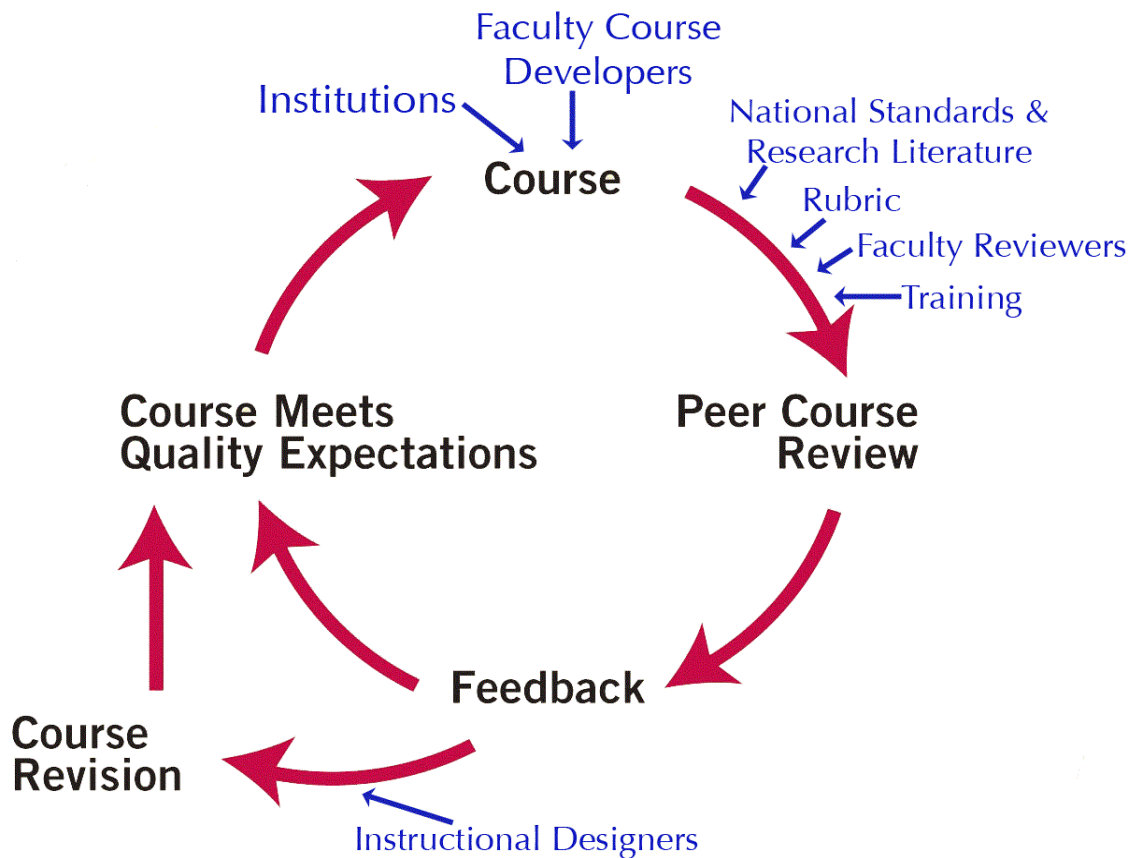 Faculty Course
Developers
Institutions
National Standards &
Research Literature
Course
Rubric
Faculty Reviewers
Training
Course Meets
Quality Expectations
Peer Course
Review
Feedback
Course
Revision
Instructional Designers